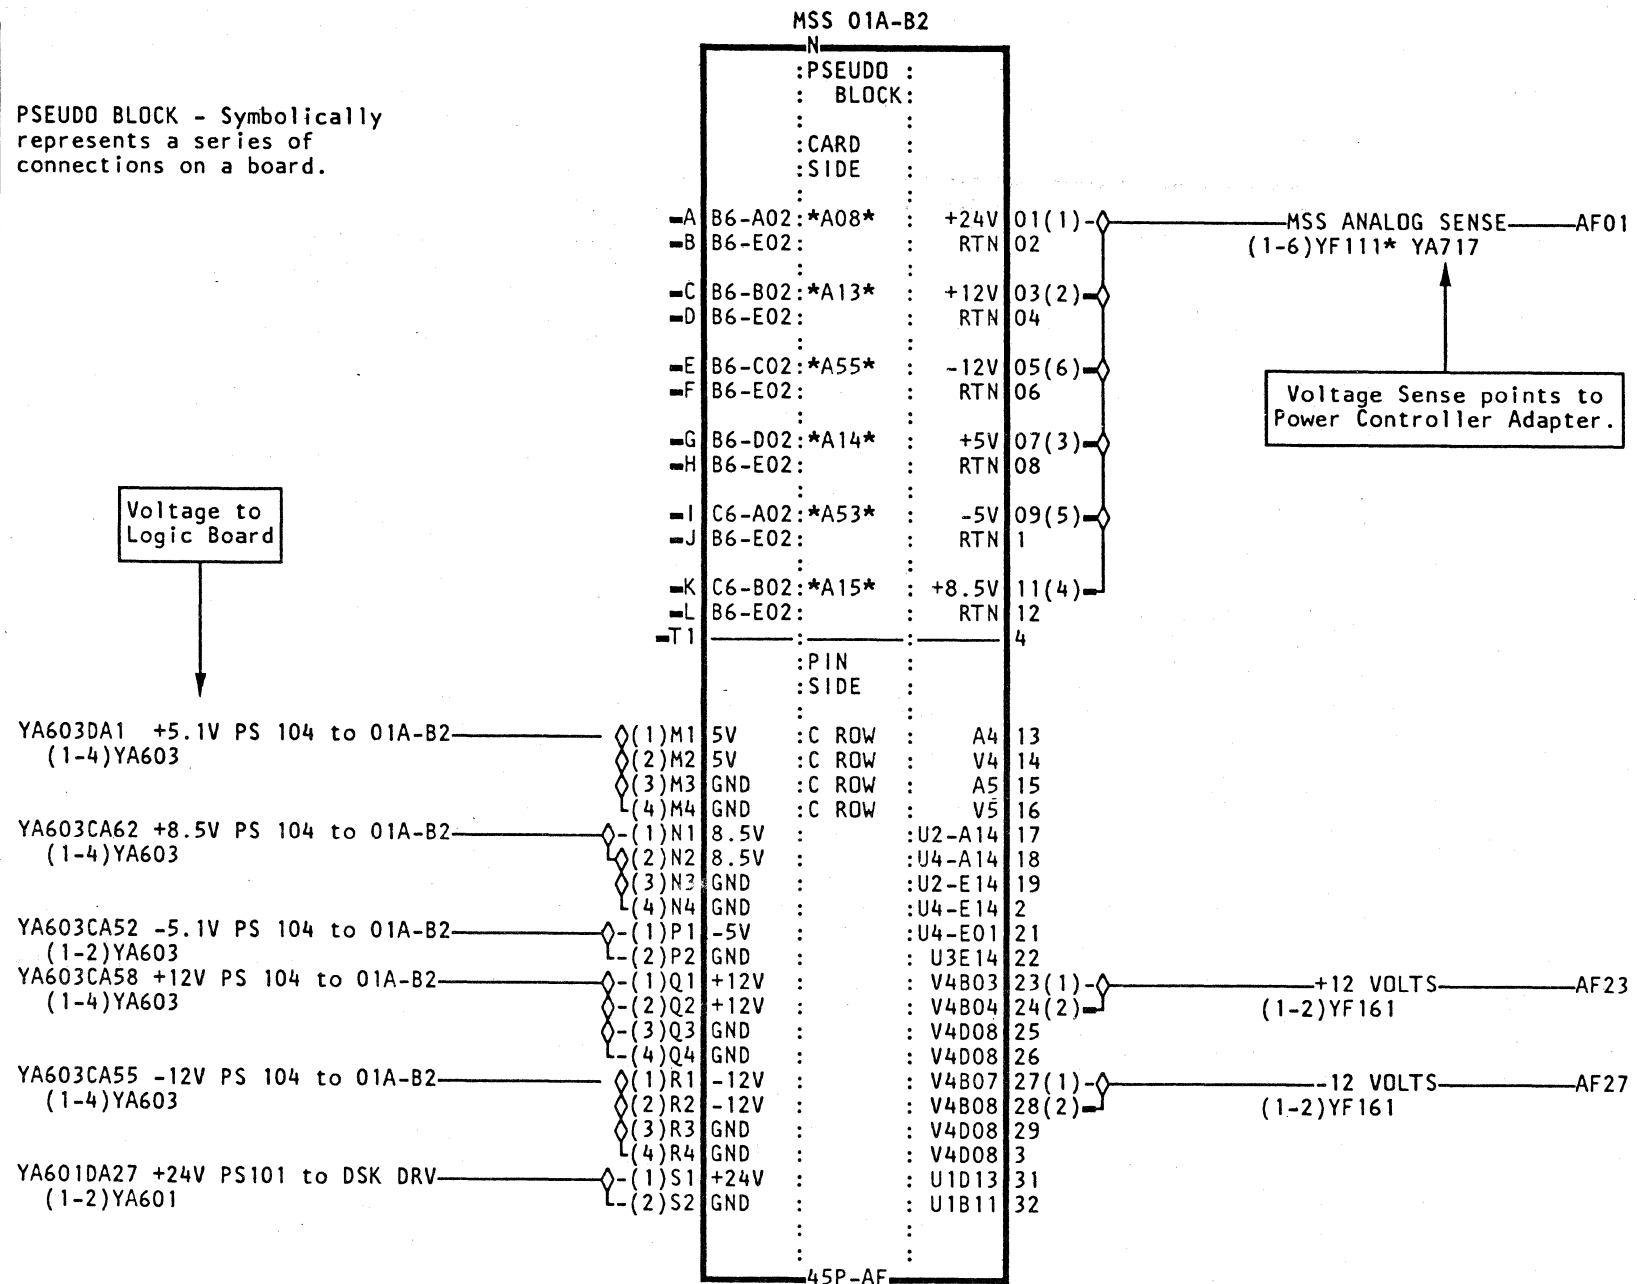 MSS 01A-B2
N
:PSEUDO :
: BLOCK:
PSEUDO BLOCK - Symbolically
represents a series of
connections on a board.
:CARD :
:SIDE :
A B6-A02:*A08* : +24V 01(1)- MSS ANALOG SENSE AF01
B B6-E02: : RTN 02 (1-6)YF111* YA717
C B6-B02:*A13* : +12V 03(2)
D B6-E02: : RTN 04
E B6-C02:*A55* : -12V 05(6)
F B6-E02: : RTN 06
Voltage Sense points to
Power Controller Adapter.
G B6-D02:*A14* : +5V 07(3)
H B6-E02: : RTN 08
Voltage to
Logic Board
I C6-A02:*A53* : -5V 09(5)
J B6-E02: : RTN 1
K C6-B02:*A15* : +8.5V 11(4)
L B6-E02: : RTN 12
T1 4
:PIN :
:SIDE :
YA603DA1 +5.1V PS 104 to 01A-B2 (1)M1 5V :C ROW : A4 13
(1-4)YA603 (2)M2 5V :C ROW : V4 14
(3)M3 GND :C ROW : A5 15
(4)M4 GND :C ROW : V5 16
YA603CA62 +8.5V PS 104 to 01A-B2 -(1)N1 8.5V : :U2-A14 17
(1-4)YA603 (2)N2 8.5V : :U4-A14 18
(3)N3 GND : :U2-E14 19
(4)N4 GND : :U4-E14 2
YA603CA52 -5.1V PS 104 to 01A-B2 -(1)P1 -5V : :U4-E01 21
(1-2)YA603 -(2)P2 GND : : U3E14 22
YA603CA58 +12V PS 104 to 01A-B2 -(1)Q1 +12V : : V4B03 23(1)- +12 VOLTS AF23
(1-4)YA603 -(2)Q2 +12V : : V4B04 24(2) (1-2)YF161
-(3)Q3 GND : : V4D08 25
-(4)Q4 GND : : V4D08 26
YA603CA55 -12V PS 104 to 01A-B2 (1)R1 -12V : : V4B07 27(1)- -12 VOLTS AF27
(1-4)YA603 (2)R2 -12V : : V4B08 28(2) (1-2)YF161
(3)R3 GND : : V4D08 29
(4)R4 GND : : V4D08 3
YA601DA27 +24V PS101 to DSK DRV -(1)S1 +24V : : U1D13 31
(1-2)YA601 -(2)S2 GND : : U1B11 32
45P-AF